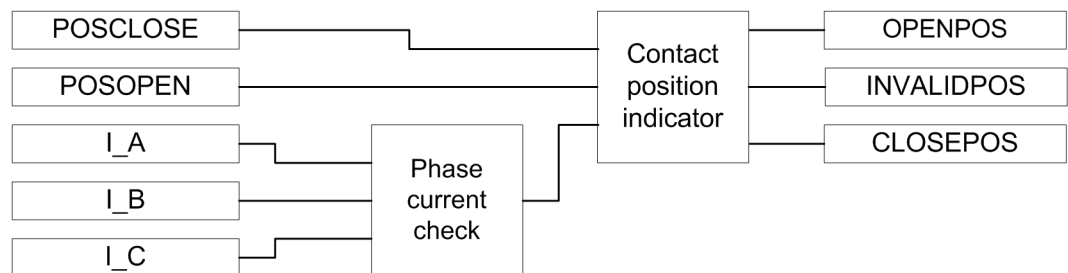 POSCLOSE
POSOPEN
I_A
I_B
I_C
Phase
current
check
Contact
position
indicator
OPENPOS
INVALIDPOS
CLOSEPOS